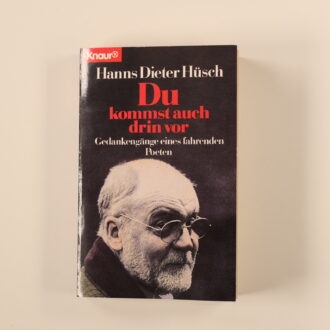 Knaur®
Hanns Dieter Hüsch
Du
kommst auch
drin vor
Gedankengänge eines fahrenden
Poeten